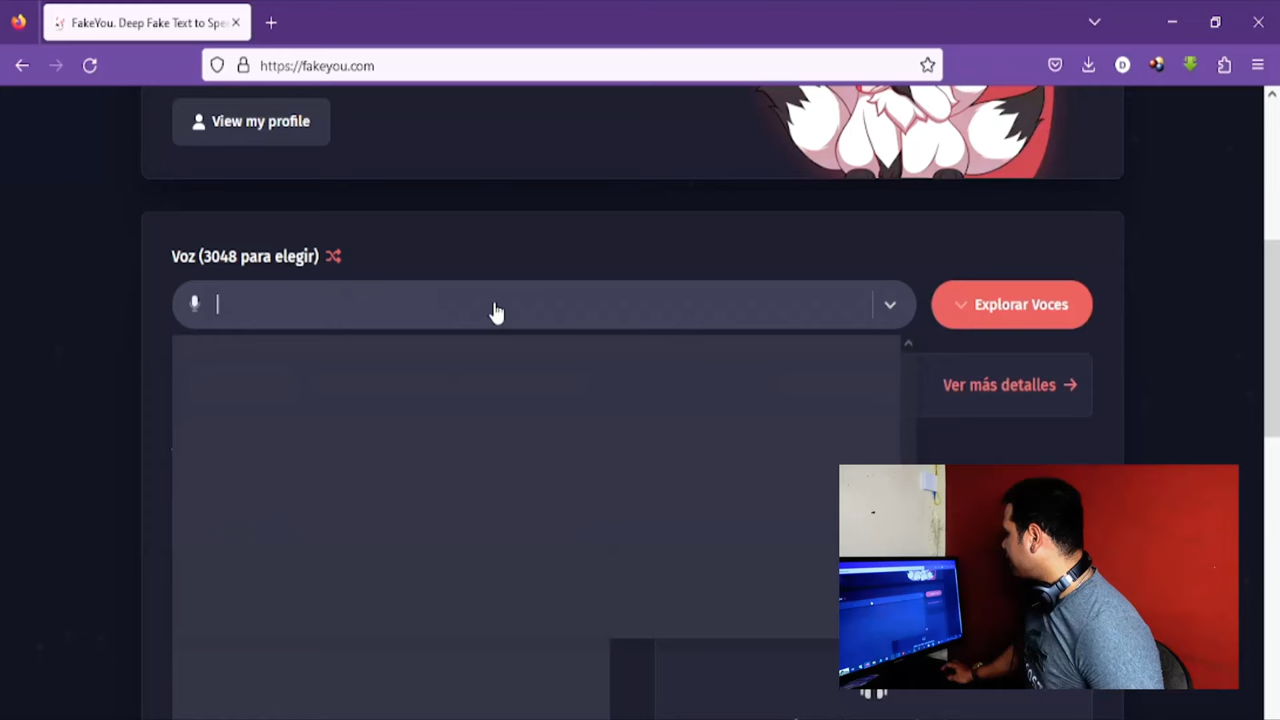 FakeYou. Deep Fake Text to Spe
https://fakeyou.com
D
View my profile
Voz (3048 para elegir)
Explorar Voces
Ver más detalles